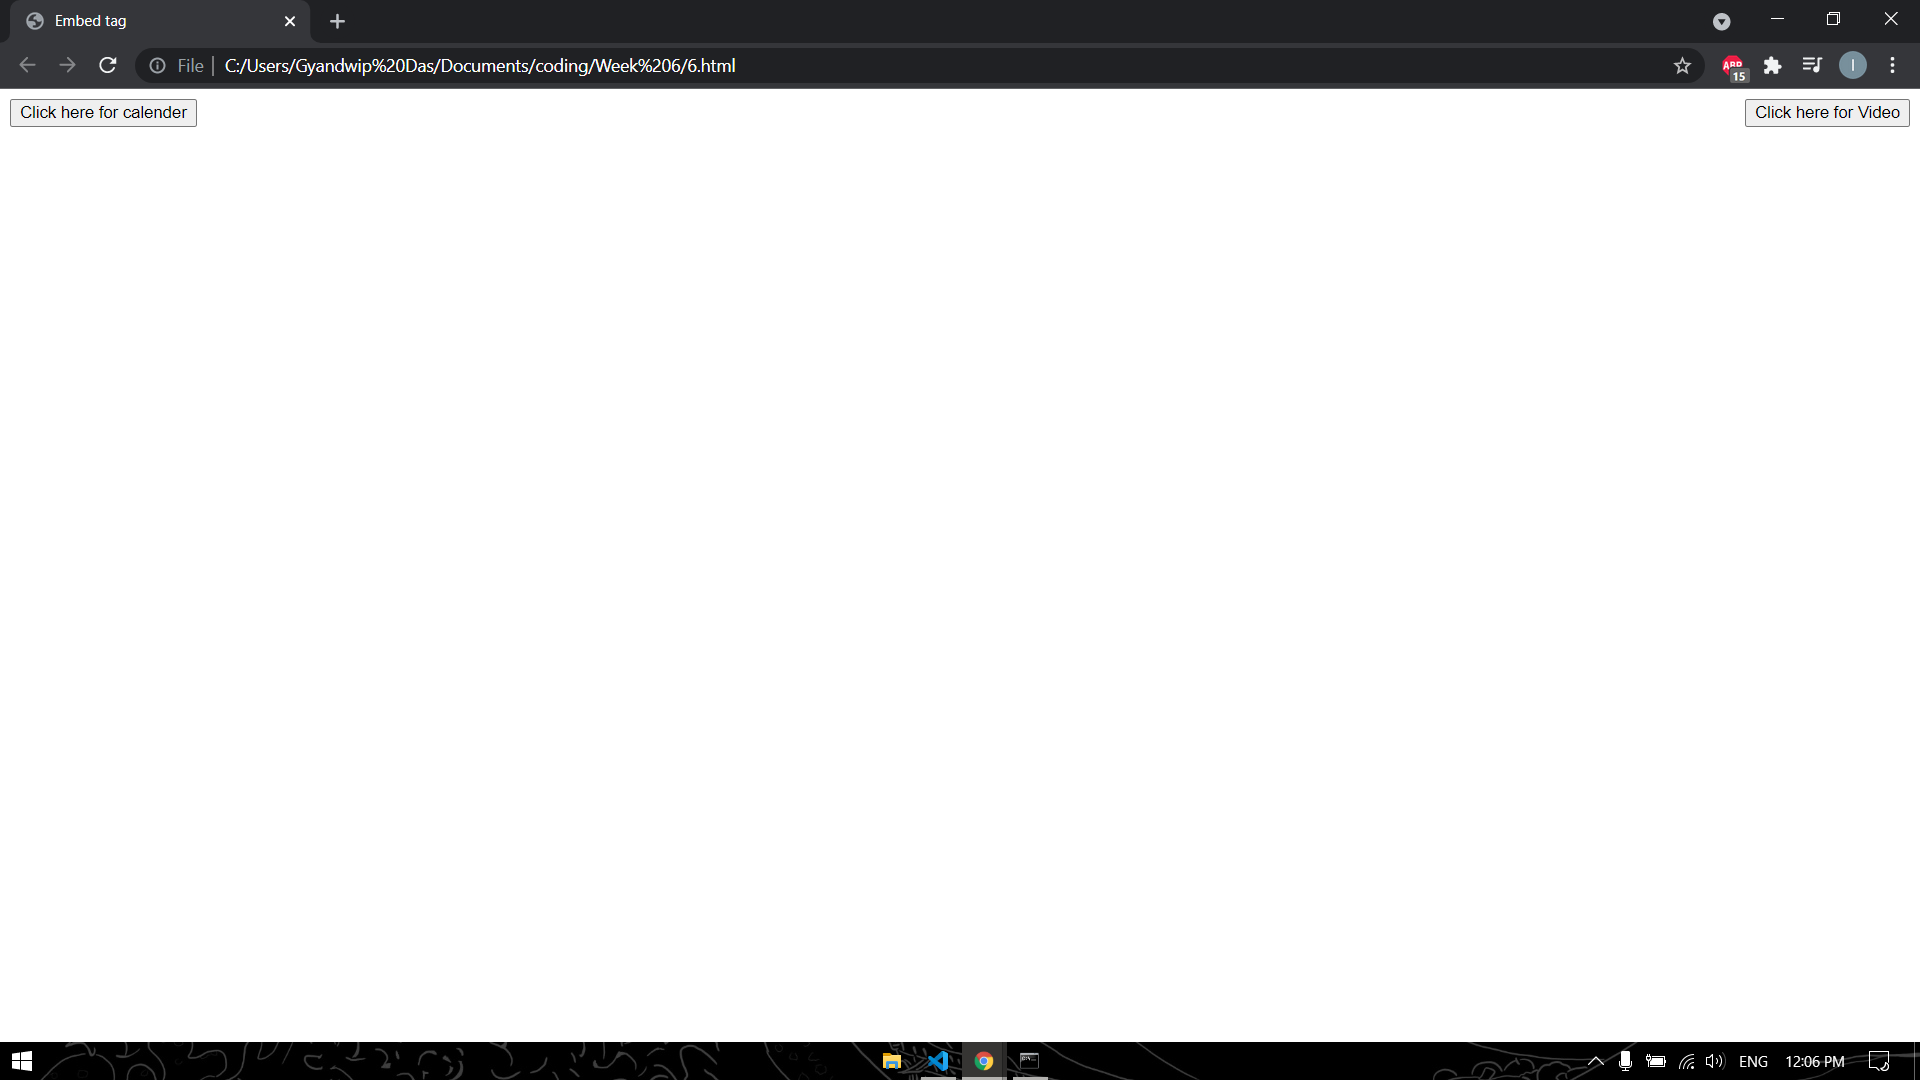 Embed tag
File | C:/Users/Gyandwip%20Das/Documents/coding/Week%206/6.html
ABP
15
I
Click here for calender
Click here for Video
ENG
12:06 PM